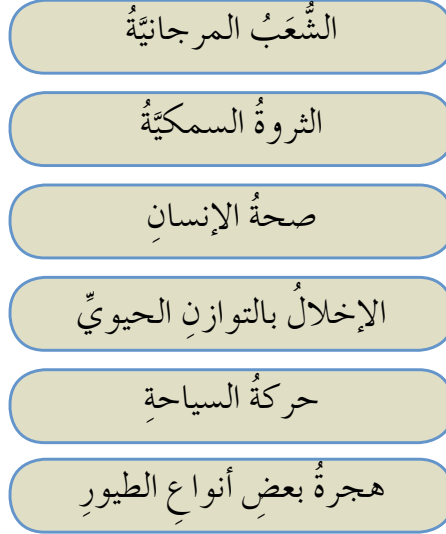 الشُّعَبُ المرجانيَّةُ
الثروةُ السمكيَّةُ
صحةُ الإنسانِ
الإخلالُ بالتوازنِ الحيويِّ
حركةُ السياحةِ
هجرةُ بعضِ أنواعِ الطيورِ